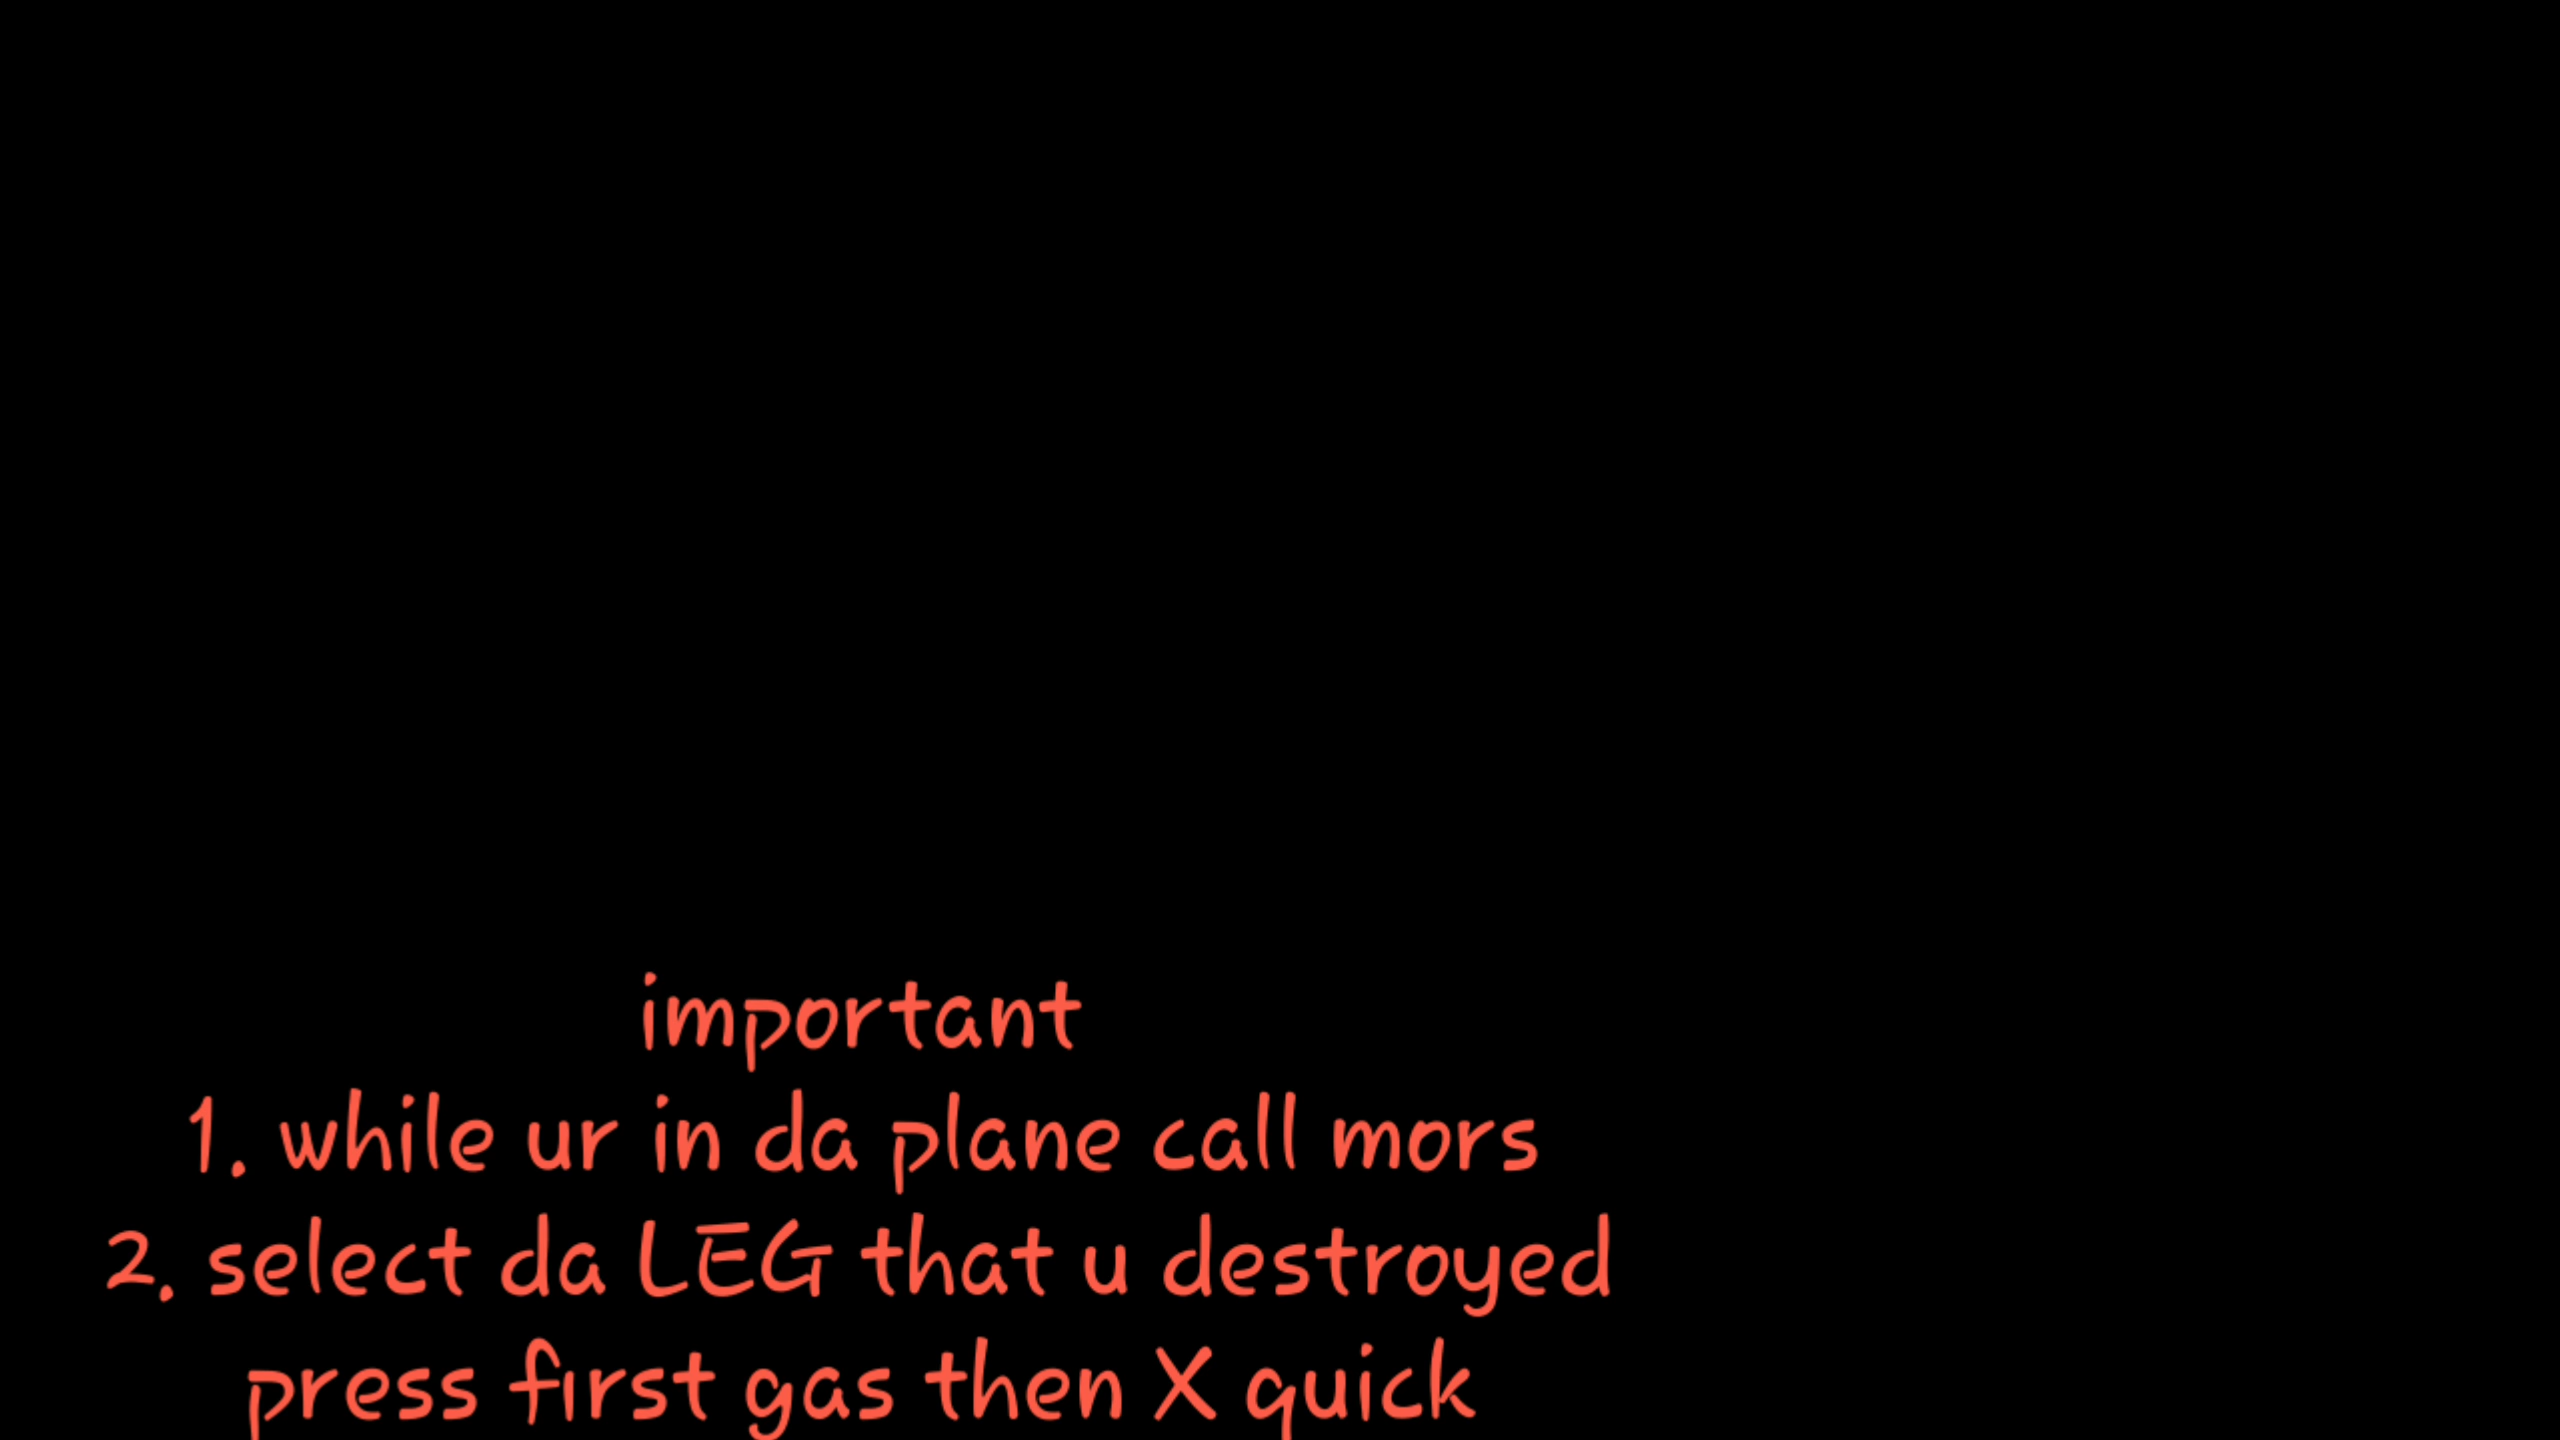 important
1. while ur in da plane call mors
2. select da LEG that u destroyed
press first gas then X quick